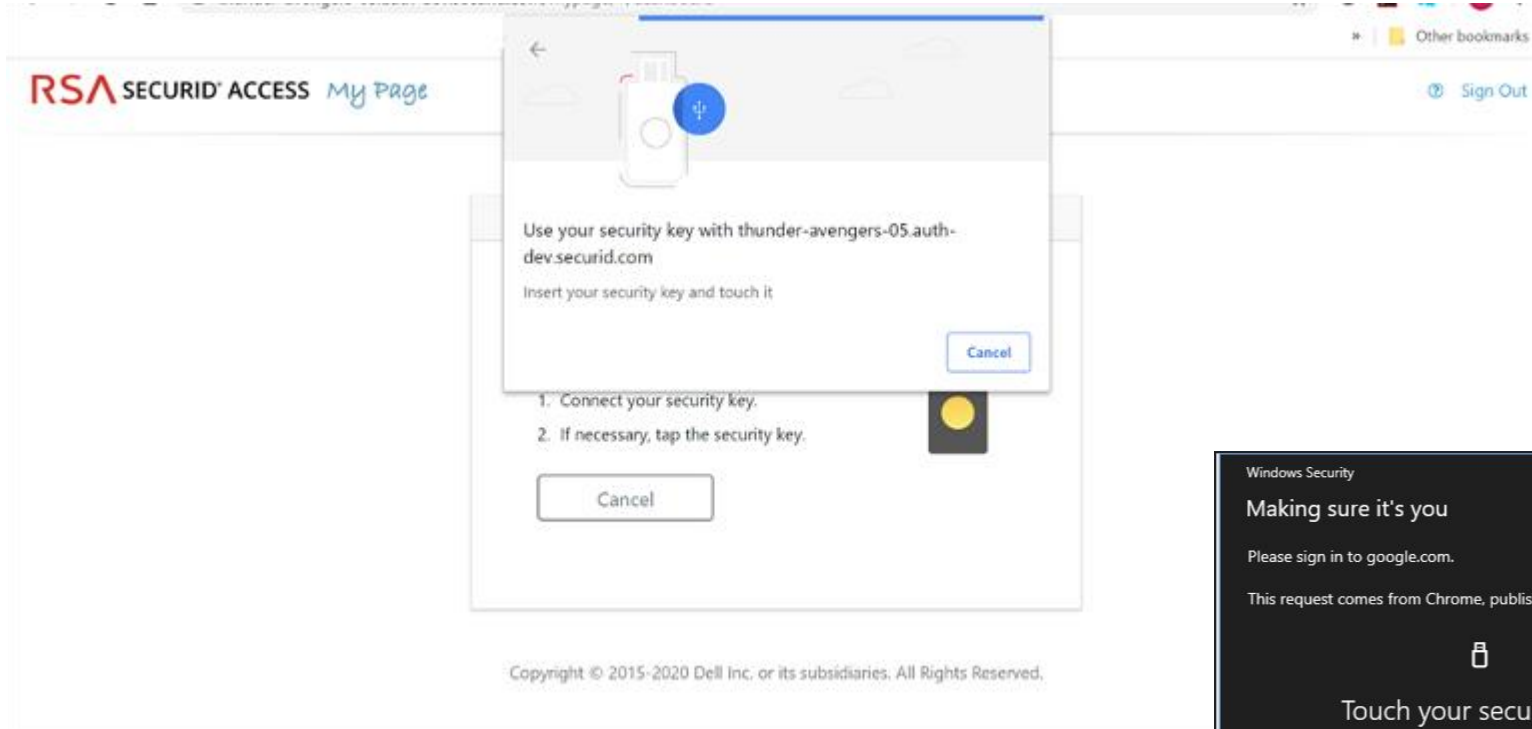 Other bookmarks
RSA SECURID® ACCESS My Page
Sign Out
Use your security key with thunder-avengers-05.auth-
dev.securid.com
Insert your security key and touch it
Cancel
1. Connect your security key.
2. If necessary, tap the security key.
Cancel
Copyright © 2015-2020 Dell Inc. or its subsidiaries. All Rights Reserved.
Windows Security
Making sure it's you
Please sign in to google.com.
This request comes from Chrome, publis
Touch your secu